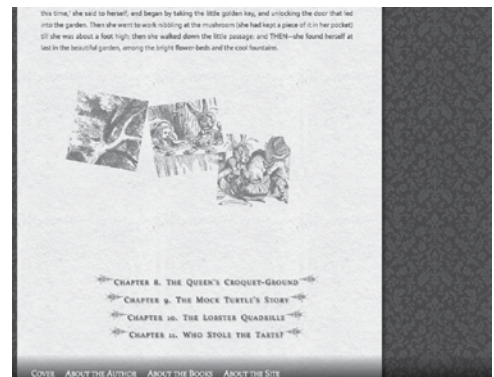 this time,' she said to herself, and began by taking the little golden key, and unlocking the door that led
into the garden. Then she went to work nibbling at the mushroom (she had kept a piece of it in her pocket)
till she was about a foot high: then she walked down the little passage: and THEN—she found herself at
last in the beautiful garden, among the bright flower-beds and the cool fountains.
Chapter 8. The Queen's Croquet-Ground
Chapter 9. The Mock Turtle's Story
Chapter 10. The Lobster Quadrille
Chapter 11. Who Stole the Tarts?
Cover About the Author About the Books About the Site